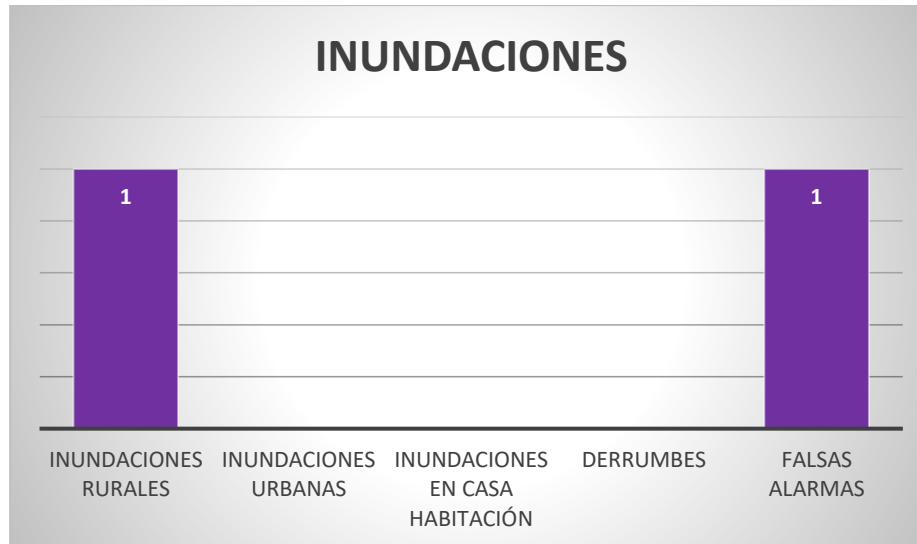 INUNDACIONES
1
1
INUNDACIONES
RURALES
INUNDACIONES
URBANAS
INUNDACIONES
EN CASA
HABITACIÓN
DERRUMBES
FALSAS
ALARMAS